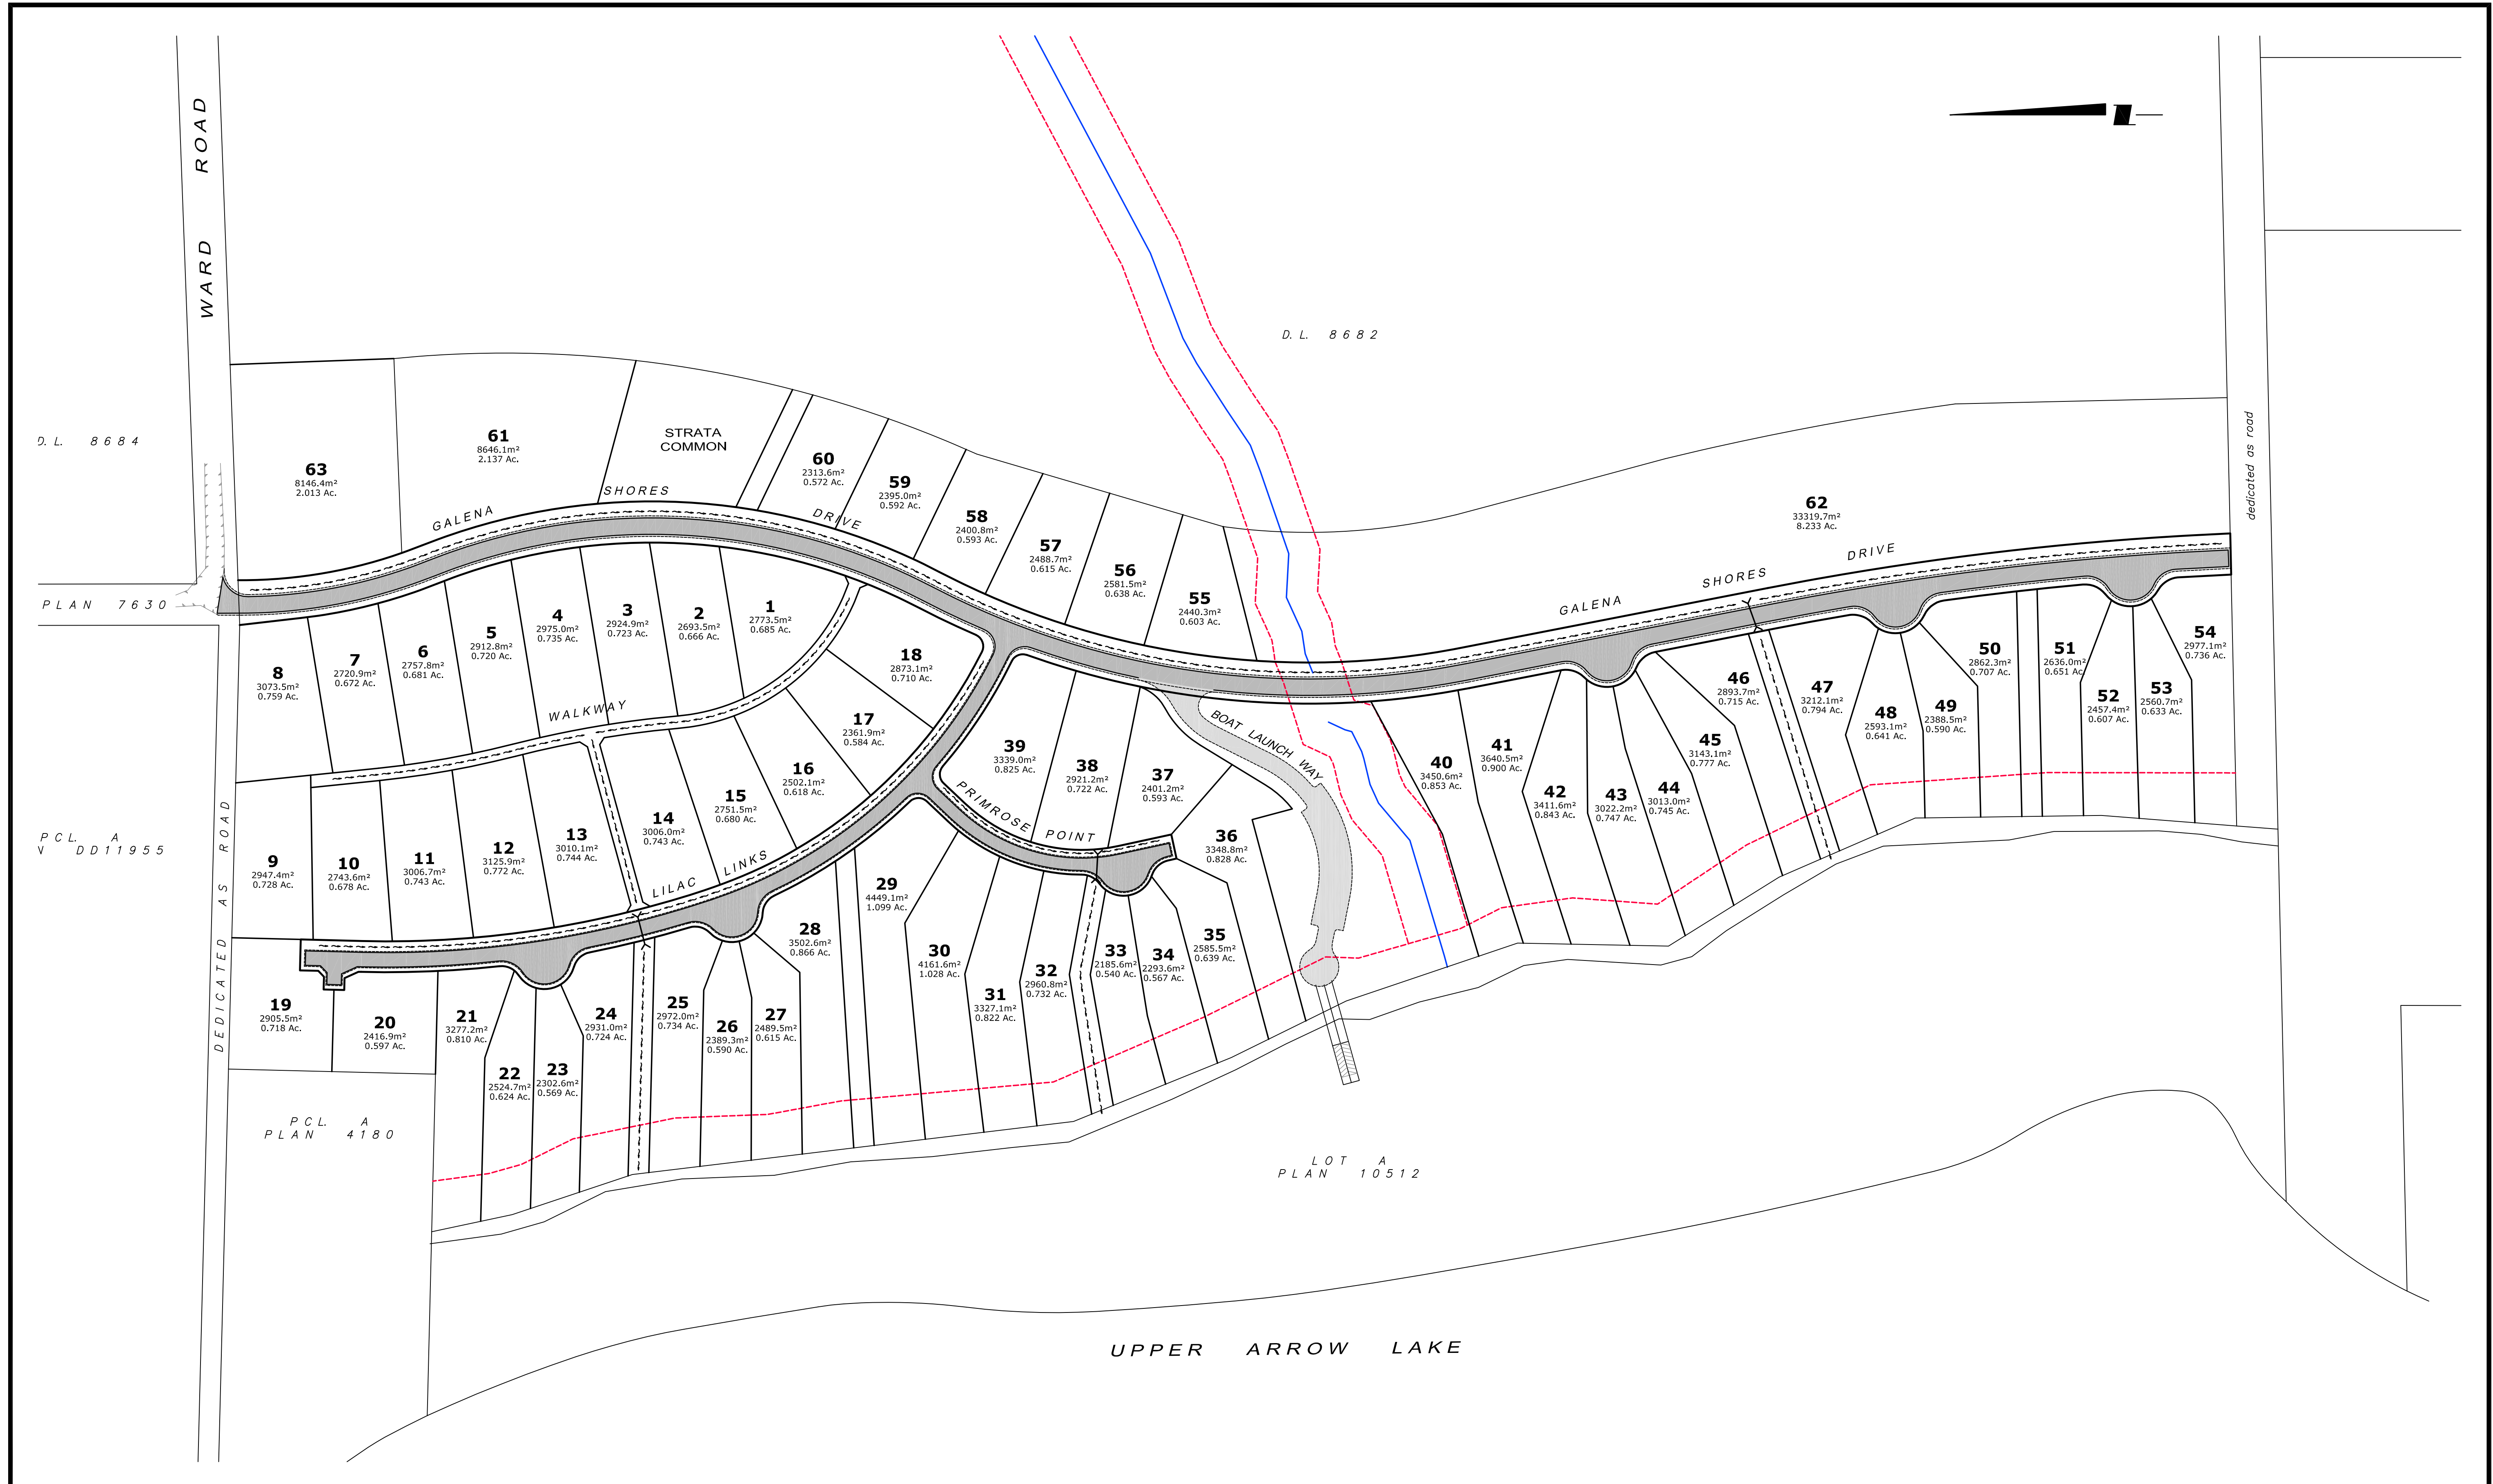 WARD ROAD
N
D. L. 8 6 8 2
D. L. 8 6 8 4
PLAN 7630
PCL. A
N DD11955
DEDICATED AS ROAD
dedicated as road
63
8146.4m²
2.013 Ac.
61
8646.1m²
2.137 Ac.
STRATA
COMMON
60
2313.6m²
0.572 Ac.
59
2395.0m²
0.592 Ac.
58
2400.8m²
0.593 Ac.
57
2488.7m²
0.615 Ac.
56
2581.5m²
0.638 Ac.
55
2440.3m²
0.603 Ac.
62
33319.7m²
8.233 Ac.
GALENA SHORES DRIVE
GALENA SHORES DRIVE
8
3073.5m²
0.759 Ac.
7
2720.9m²
0.672 Ac.
6
2757.8m²
0.681 Ac.
5
2912.8m²
0.720 Ac.
4
2975.0m²
0.735 Ac.
3
2924.9m²
0.723 Ac.
2
2693.5m²
0.666 Ac.
1
2773.5m²
0.685 Ac.
18
2873.1m²
0.710 Ac.
17
2361.9m²
0.584 Ac.
16
2502.1m²
0.618 Ac.
15
2751.5m²
0.680 Ac.
14
3006.0m²
0.743 Ac.
13
3010.1m²
0.744 Ac.
12
3125.9m²
0.772 Ac.
11
3006.7m²
0.743 Ac.
10
2743.6m²
0.678 Ac.
9
2947.4m²
0.728 Ac.
WALKWAY
LILAC LINKS
PRIMROSE POINT
BOAT LAUNCH WAY
39
3339.0m²
0.825 Ac.
38
2921.2m²
0.722 Ac.
37
2401.2m²
0.593 Ac.
36
3348.8m²
0.828 Ac.
40
3450.6m²
0.853 Ac.
41
3640.5m²
0.900 Ac.
42
3411.6m²
0.843 Ac.
43
3022.2m²
0.747 Ac.
44
3013.0m²
0.745 Ac.
45
3143.1m²
0.777 Ac.
46
2893.7m²
0.715 Ac.
47
3212.1m²
0.794 Ac.
48
2593.1m²
0.641 Ac.
49
2388.5m²
0.590 Ac.
50
2862.3m²
0.707 Ac.
51
2636.0m²
0.651 Ac.
52
2457.4m²
0.607 Ac.
53
2560.7m²
0.633 Ac.
54
2977.1m²
0.736 Ac.
19
2905.5m²
0.718 Ac.
20
2416.9m²
0.597 Ac.
21
3277.2m²
0.810 Ac.
22
2524.7m²
0.624 Ac.
23
2302.6m²
0.569 Ac.
24
2931.0m²
0.724 Ac.
25
2972.0m²
0.734 Ac.
26
2389.3m²
0.590 Ac.
27
2489.5m²
0.615 Ac.
28
3502.6m²
0.866 Ac.
29
4449.1m²
1.099 Ac.
30
4161.6m²
1.028 Ac.
31
3327.1m²
0.822 Ac.
32
2960.8m²
0.732 Ac.
33
2185.6m²
0.540 Ac.
34
2293.6m²
0.567 Ac.
35
2585.5m²
0.639 Ac.
PCL. A
PLAN 4180
LOT A
PLAN 10512
UPPER ARROW LAKE